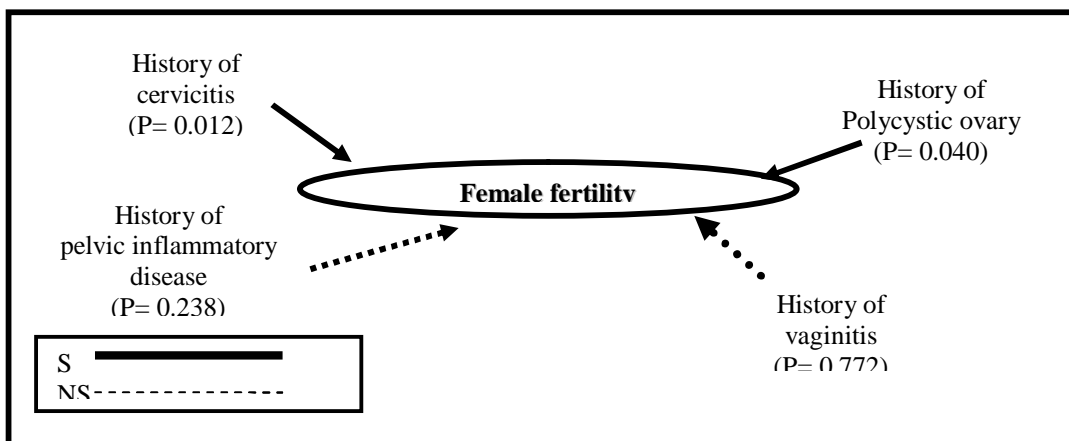 History of
cervicitis
(P= 0.012)
History of
Polycystic ovary
(P= 0.040)
Female fertility
History of
pelvic inflammatory
disease
(P= 0.238)
History of
vaginitis
(P= 0.772)
S
NS